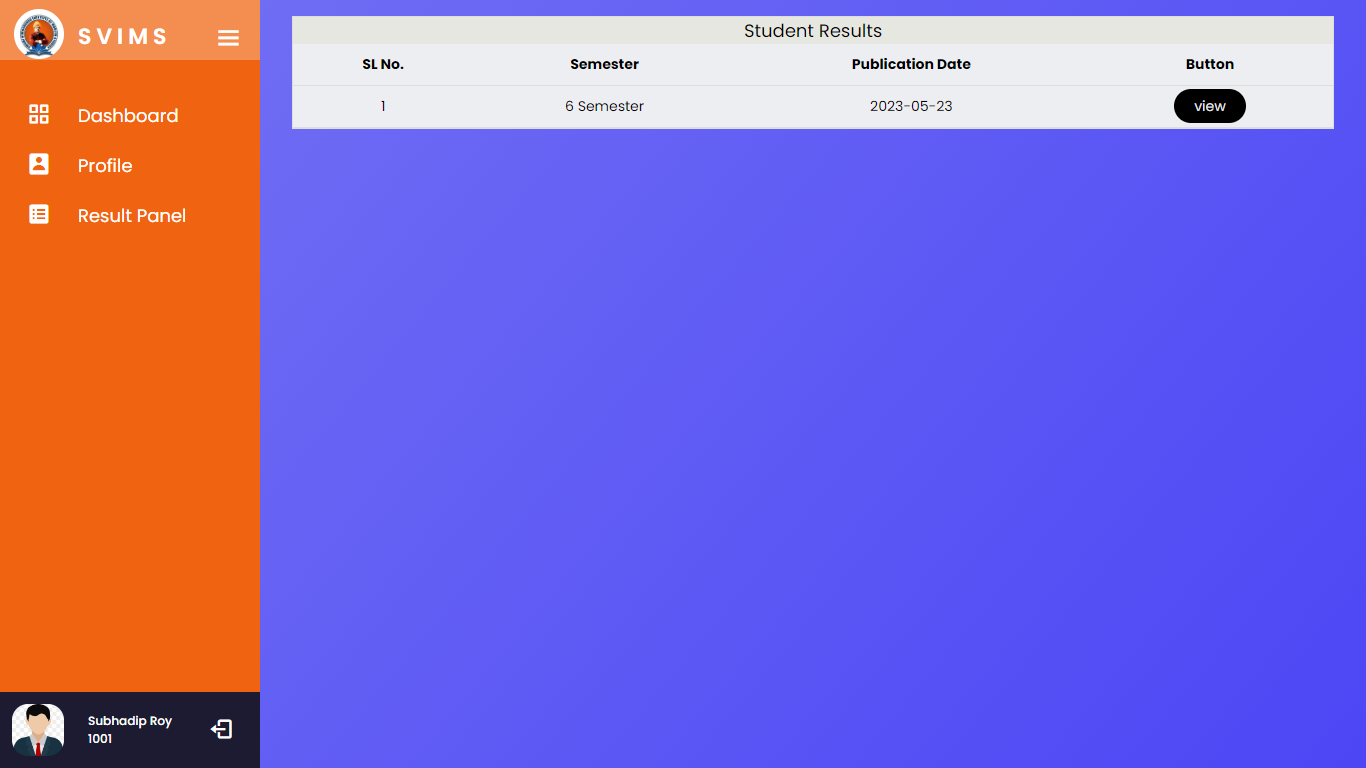 SVIMS
Dashboard
Profile
Result Panel
Subhadip Roy
1001
Student Results
SL No. Semester Publication Date Button
1 6 Semester 2023-05-23 view